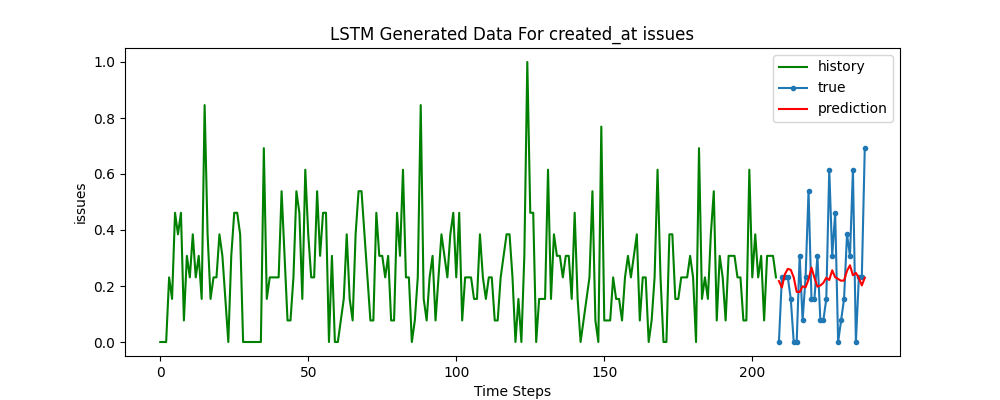 LSTM Generated Data For created_at issues
history
true
prediction
1.0
0.8
0.6
0.4
0.2
0.0
issues
0
50
100
150
200
Time Steps